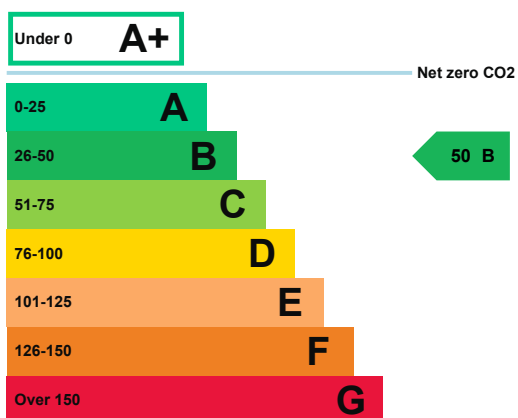 Under 0 A+
Net zero CO2
0-25 A
26-50 B
50 B
51-75 C
76-100 D
101-125 E
126-150 F
Over 150 G